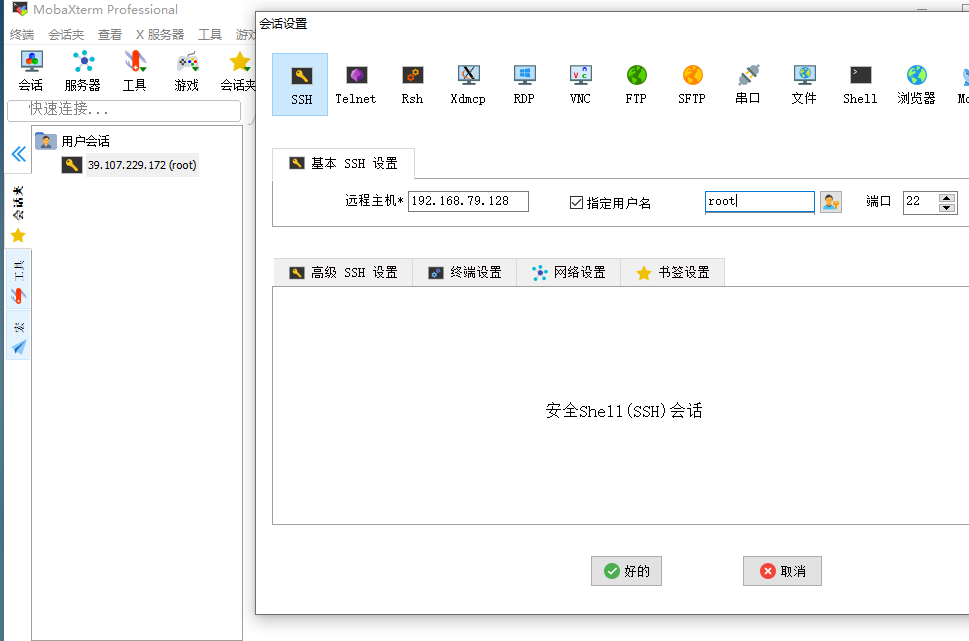 MobaXterm Professional
终端 会话夹 查看 X 服务器 工具
会话 服务器 工具 游戏 会话夹
快速连接...
用户会话
39.107.229.172 (root)
会话夹
工具
宏
会话设置
SSH Telnet Rsh Xdmcp RDP VNC FTP SFTP 串口 文件 Shell 浏览器
基本 SSH 设置
远程主机* 192.168.79.128 指定用户名 root 端口 22
高级 SSH 设置 终端设置 网络设置 书签设置
安全Shell(SSH)会话
好的 取消